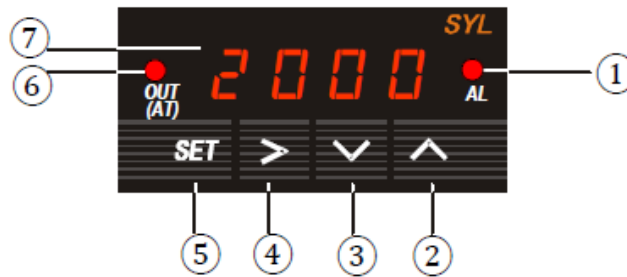 SYL
⑦
2000
①
⑥
OUT
(AT)
AL
SET > ∨ ∧
⑤ ④ ③ ②